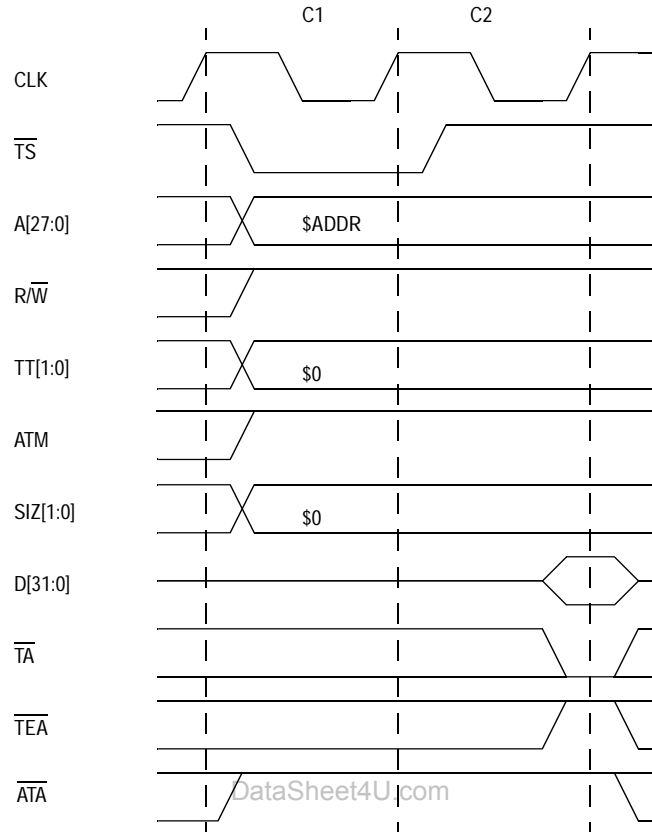 C1 C2
CLK
TS
A[27:0] $ADDR
R/W
TT[1:0] $0
ATM
SIZ[1:0] $0
D[31:0]
TA
TEA
DataSheet4U.com
ATA